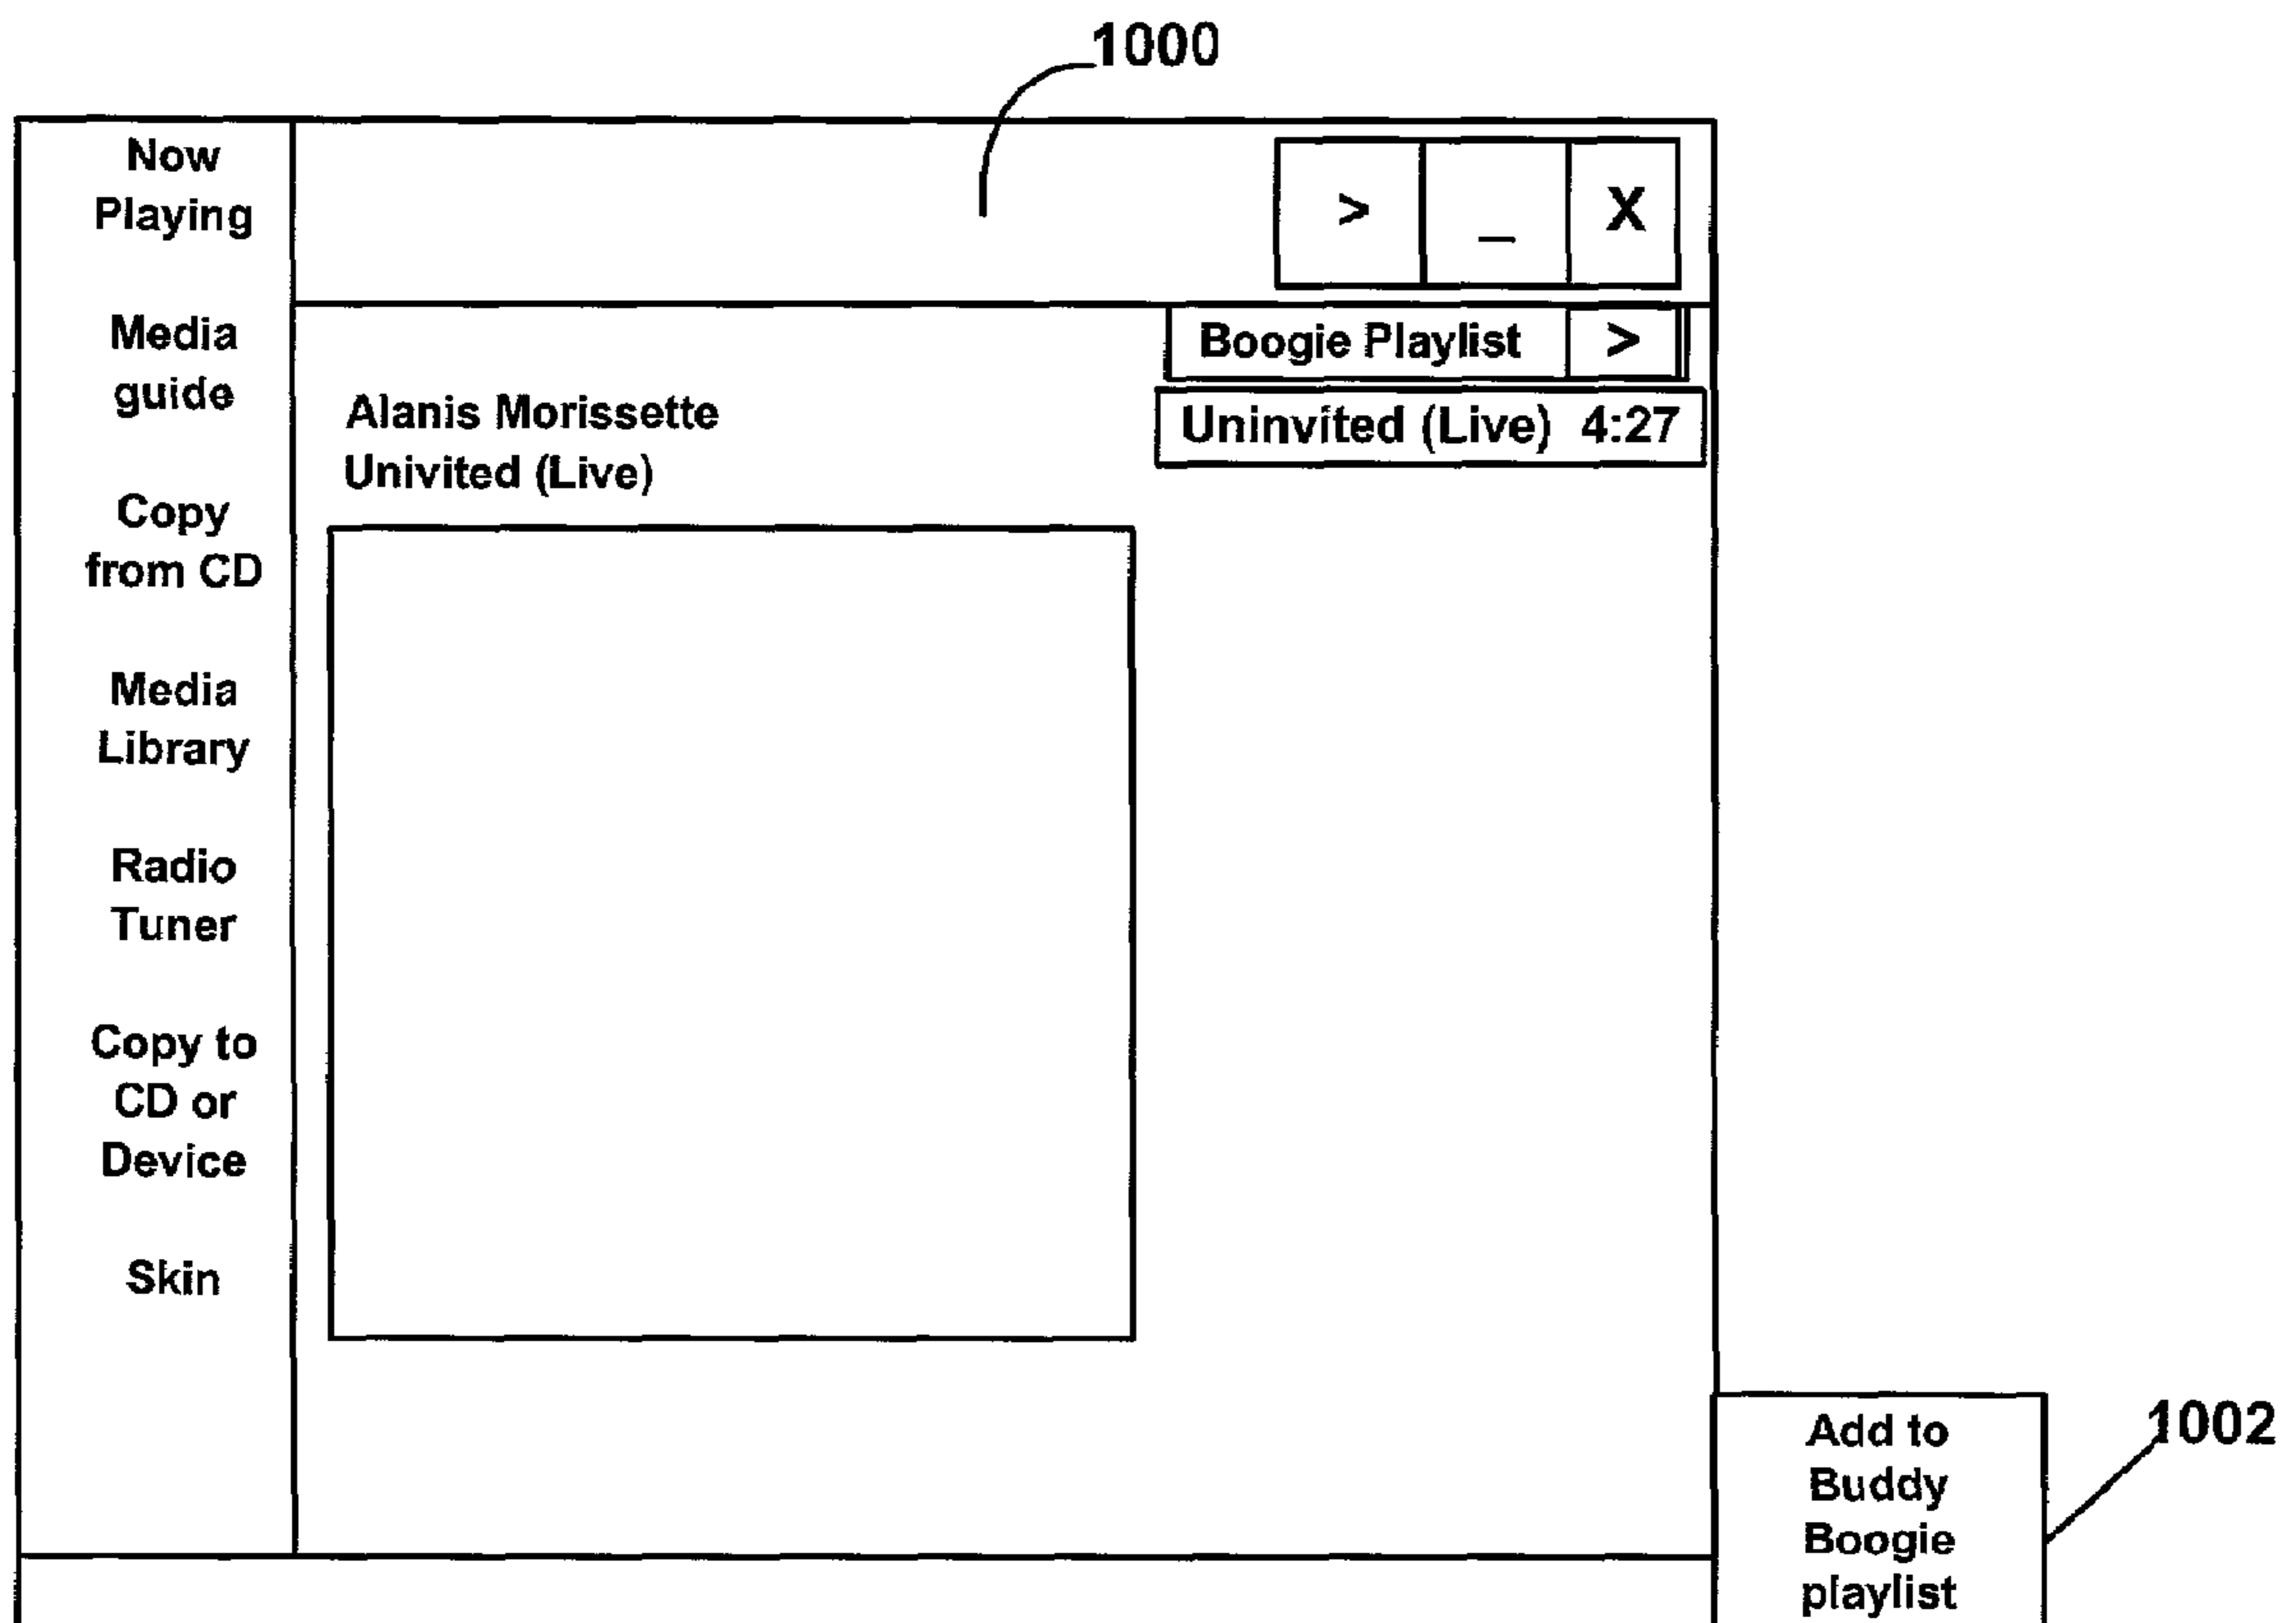 1000
Now
Playing
Media
guide
Copy
from CD
Media
Library
Radio
Tuner
Copy to
CD or
Device
Skin
> _ X
Boogie Playlist >
Uninvited (Live) 4:27
Alanis Morissette
Univited (Live)
Add to
Buddy
Boogie
playlist
1002